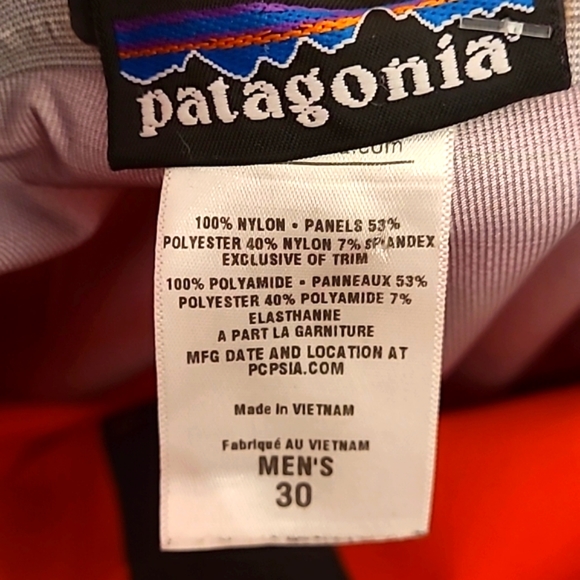 patagonia
.com
100% NYLON • PANELS 53%
POLYESTER 40% NYLON 7% SPANDEX
EXCLUSIVE OF TRIM
100% POLYAMIDE • PANNEAUX 53%
POLYESTER 40% POLYAMIDE 7%
ELASTHANNE
A PART LA GARNITURE
MFG DATE AND LOCATION AT
PCPSIA.COM
Made in VIETNAM
Fabriqué AU VIETNAM
MEN'S
30